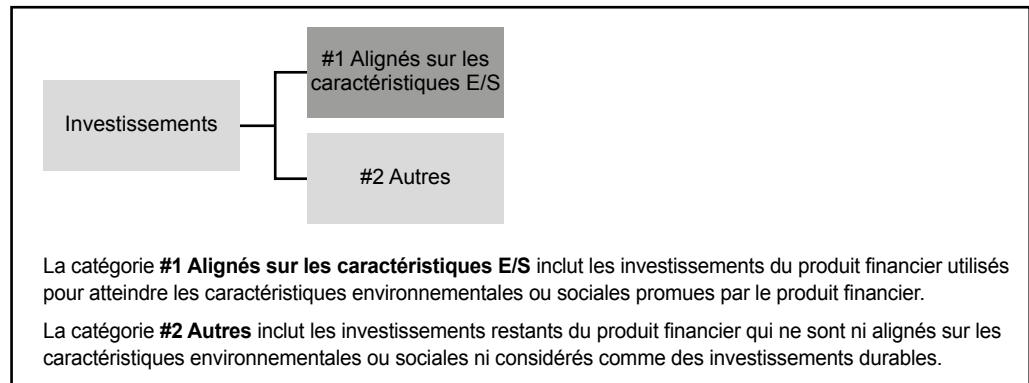 #1 Alignés sur les
caractéristiques E/S
Investissements
#2 Autres
La catégorie #1 Alignés sur les caractéristiques E/S inclut les investissements du produit financier utilisés
pour atteindre les caractéristiques environnementales ou sociales promues par le produit financier.
La catégorie #2 Autres inclut les investissements restants du produit financier qui ne sont ni alignés sur les
caractéristiques environnementales ou sociales ni considérés comme des investissements durables.